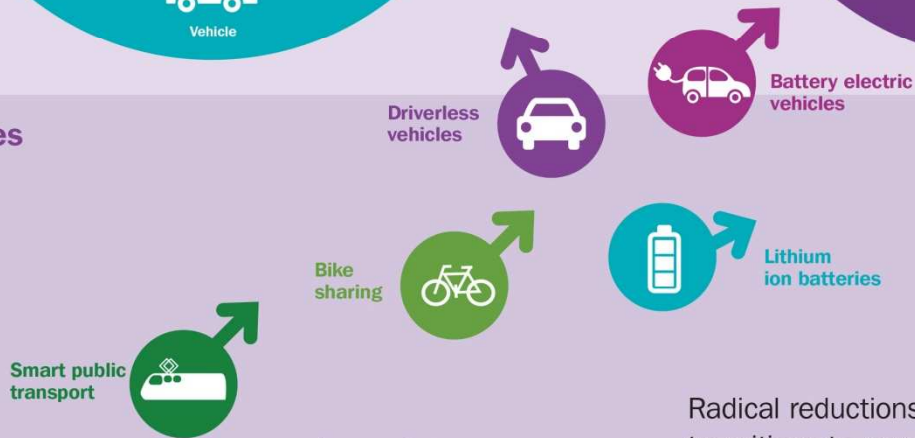 Vehicle
Battery electric
vehicles
Driverless
vehicles
es
Bike
sharing
Lithium
ion batteries
Smart public
transport
Radical reductions